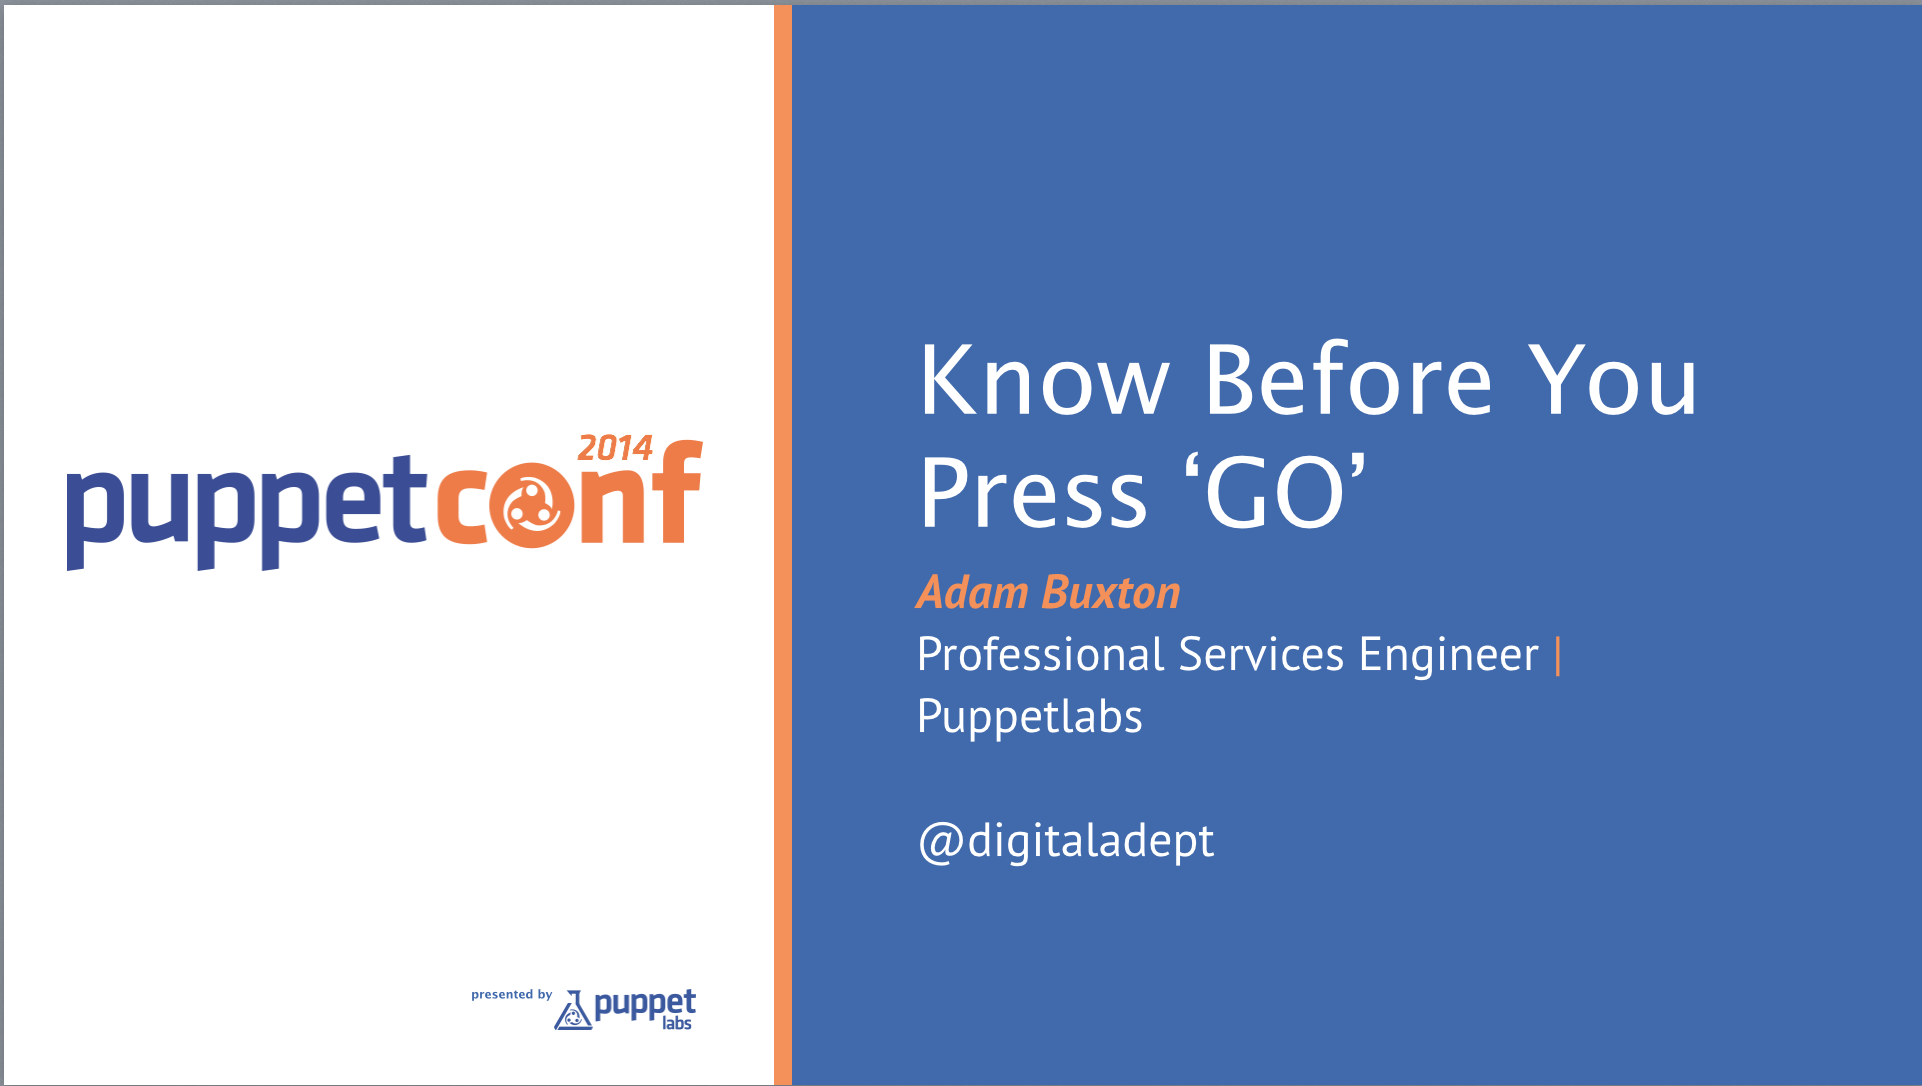 2014
puppetconf
presented by
puppet
labs
Know Before You
Press ‘GO’
Adam Buxton
Professional Services Engineer |
Puppetlabs
@digitaladept